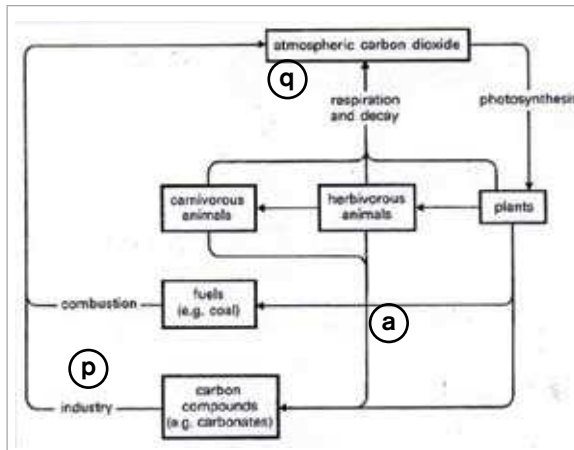 atmospheric carbon dioxide
q
respiration
and decay
photosynthesis
carnivorous
animals
herbivorous
animals
plants
combustion
fuels
(e.g. coal)
a
p
industry
carbon
compounds
(e.g. carbonates)